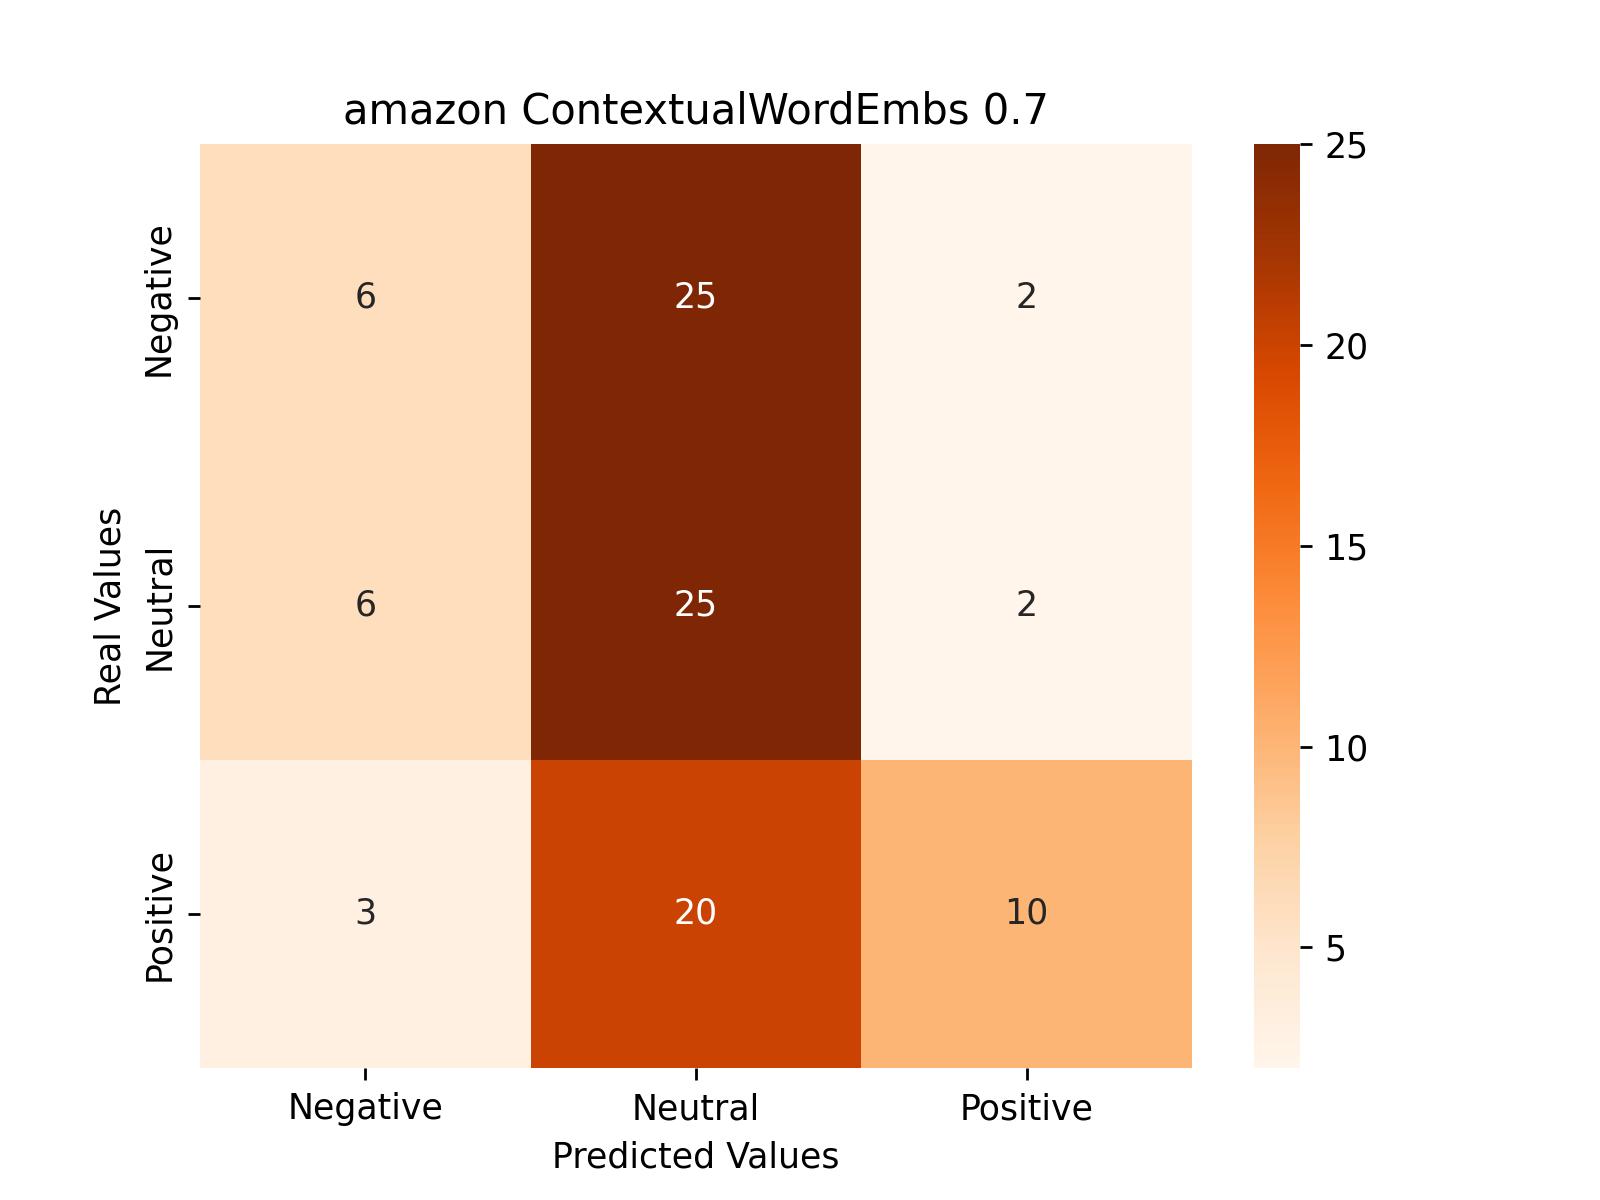 amazon ContextualWordEmbs 0.7
Real Values
Negative
6 25 2
Neutral
6 25 2
Positive
3 20 10
Negative Neutral Positive
Predicted Values
25
20
15
10
5